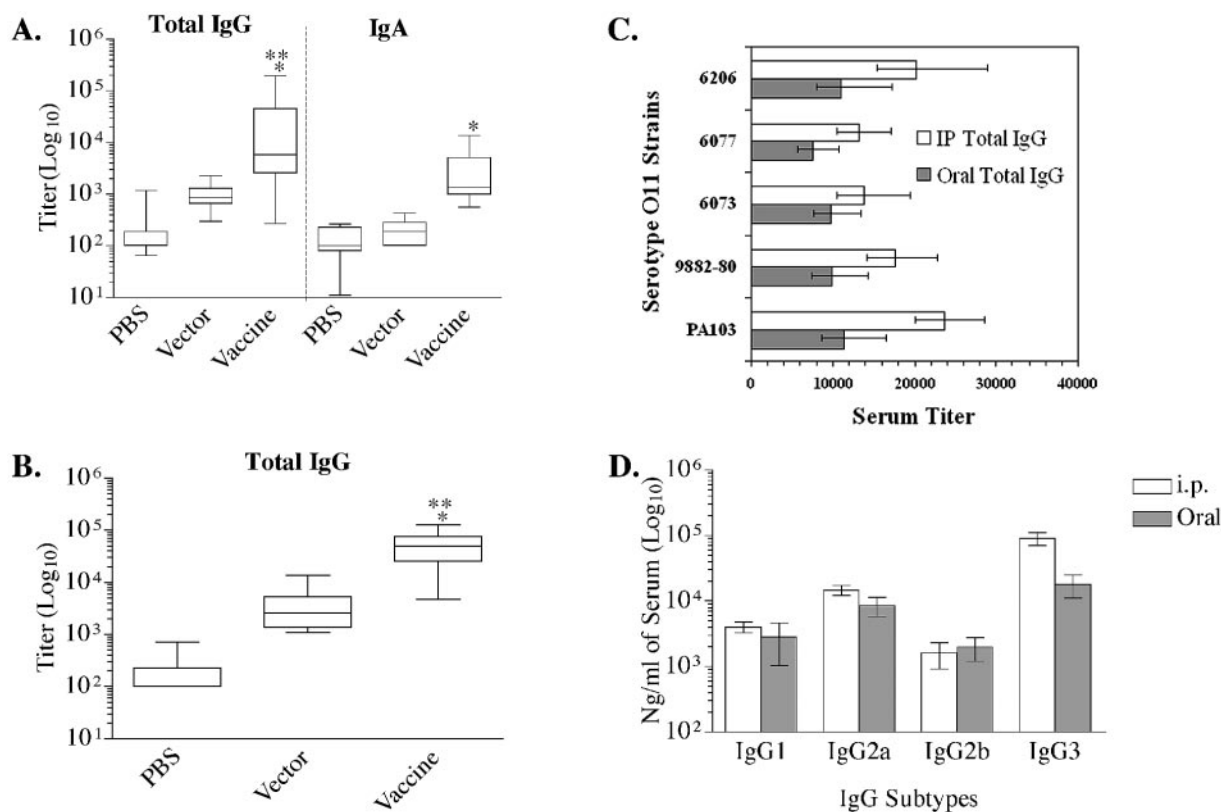 A.
Total IgG
IgA
Titer (Log10)
10^6
10^5
10^4
10^3
10^2
10^1
**
*
*
PBS
Vector
Vaccine
PBS
Vector
Vaccine
B.
Total IgG
Titer (Log10)
10^6
10^5
10^4
10^3
10^2
10^1
**
*
PBS
Vector
Vaccine
C.
Serotype O11 Strains
6206
6077
6073
9882-80
PA103
IP Total IgG
Oral Total IgG
0
10000
20000
30000
40000
Serum Titer
D.
Ng/ml of Serum (Log10)
10^6
10^5
10^4
10^3
10^2
i.p.
Oral
IgG1
IgG2a
IgG2b
IgG3
IgG Subtypes